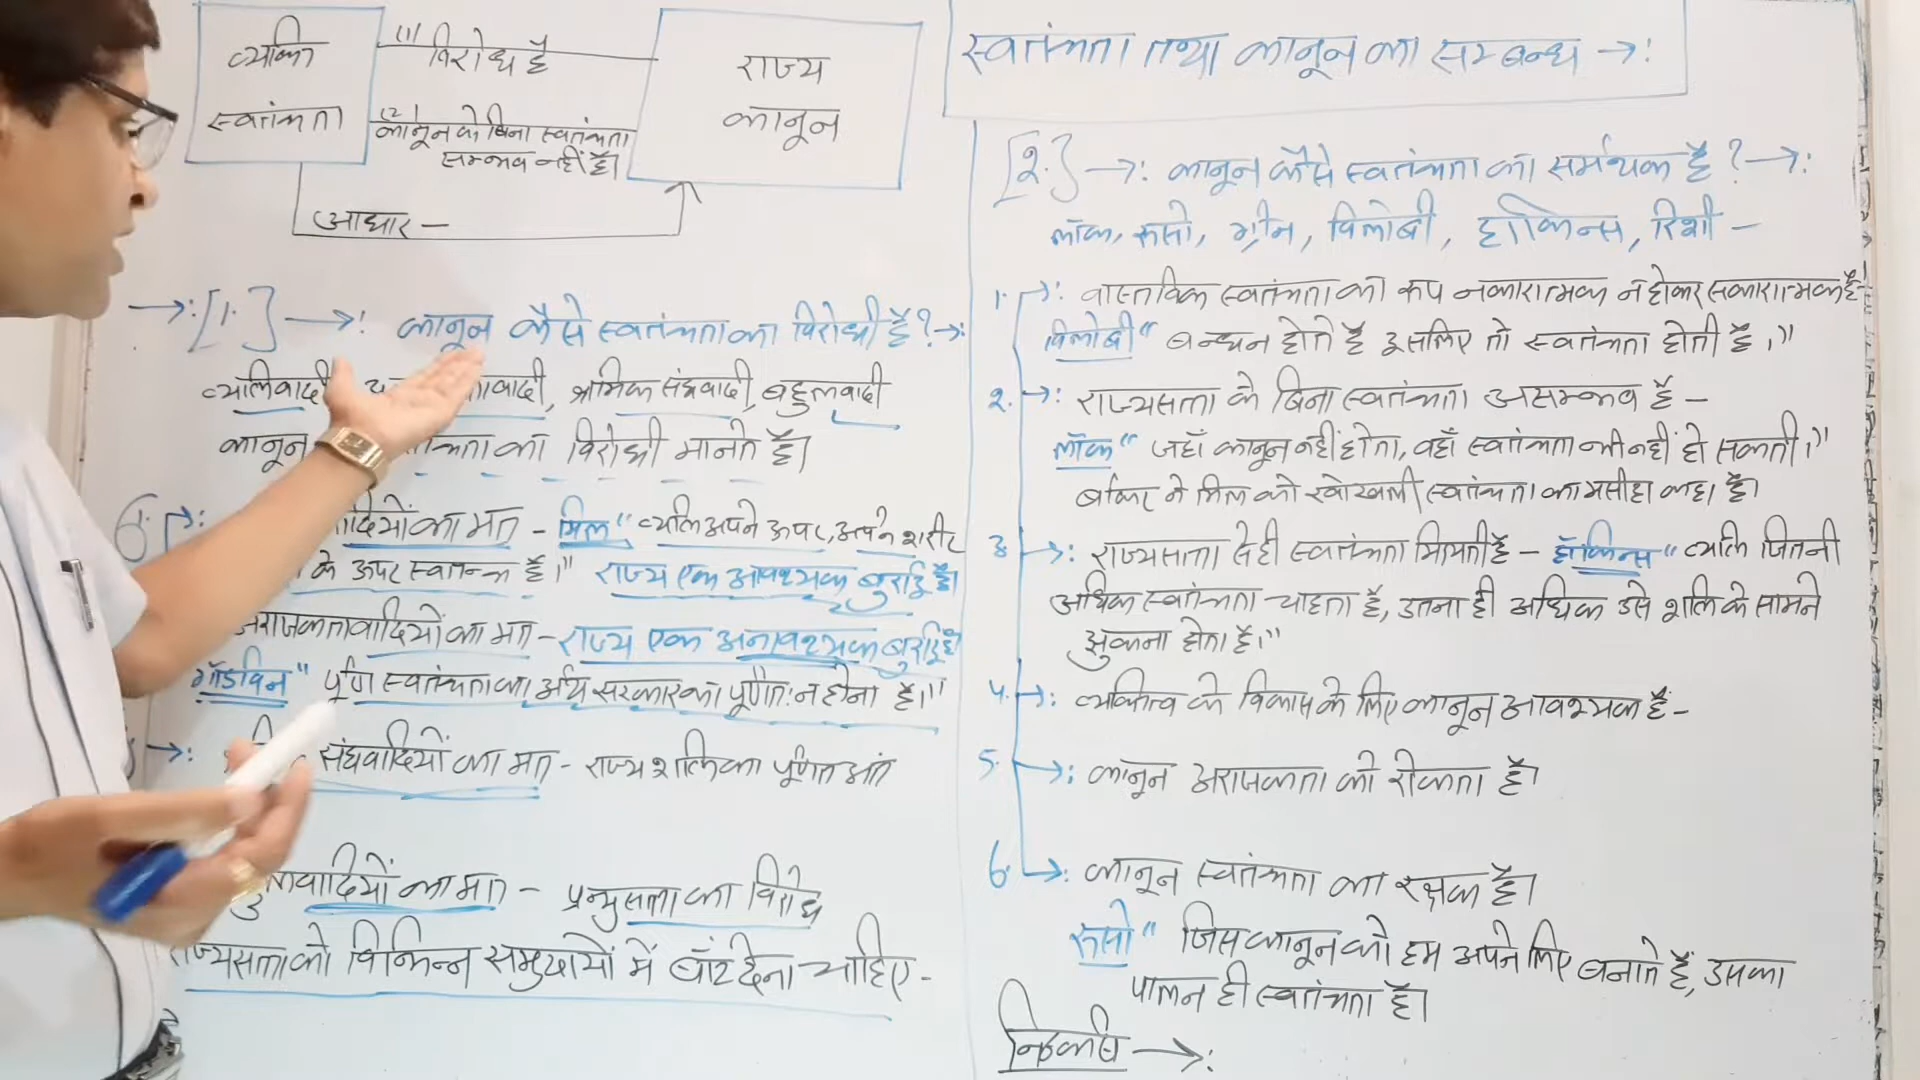 व्यक्ति
स्वतंत्रता
(1)
विरोध है
(2)
कानून के बिना स्वतंत्रता
सम्भव नहीं है।
राज्य
कानून
आधार —
→: [1.] →: कानून कैसे स्वतंत्रता का विरोधी है? →:
व्यक्तिवादी, श्रमिक संघवादी, बहुलवादी
कानून का विरोधी मानते हैं।
का मत - मिल " व्यक्ति अपने ऊपर, अपने शरीर
के ऊपर स्वतन्त्र है।" राज्य एक आवश्यक बुराई है।
अराजकतावादियों का मत - राज्य एक अनावश्यक बुराई है
गॉडविन " पूर्ण स्वतंत्रता का अर्थ सरकार का पूर्णतः न होना है।"
→: संघवादियों का मत - राज्य शक्ति का पूर्णतः अंत
का मत - प्रभुसत्ता का विरोध
राज्यसत्ता को विभिन्न समुदायों में बाँट देना चाहिए -
स्वतंत्रता तथा कानून का सम्बन्ध →:
[2.] →: कानून कैसे स्वतंत्रता का सर्मथक है? →:
लॉक, रूसो, ग्रीन, विलोबी, हॉकिन्स, रिशी -
1. →: वास्तविक स्वतंत्रता का रूप नकारात्मक न होकर सकारात्मक है-
विलोबी " बन्धन होते हैं इसलिए तो स्वतंत्रता होती है।"
2. →: राज्यसत्ता के बिना स्वतंत्रता असम्भव है -
लॉक " जहाँ कानून नहीं होता, वहाँ स्वतंत्रता भी नहीं हो सकती।"
बार्कर ने मिल को खोखली स्वतंत्रता का मसीहा कहा है।
3. →: राज्यसत्ता से ही स्वतंत्रता मिलती है - हॉकिन्स " व्यक्ति जितनी
अधिक स्वतंत्रता चाहता है, उतना ही अधिक उसे शक्ति के सामने
झुकना होता है।"
4. →: व्यक्तित्व के विकास के लिए कानून आवश्यक है -
5. →: कानून अराजकता को रोकता है।
6. →: कानून स्वतंत्रता का रक्षक है।
रूसो " जिस कानून को हम अपने लिए बनाते हैं, उसका
पालन ही स्वतंत्रता है।
निष्कर्ष →: